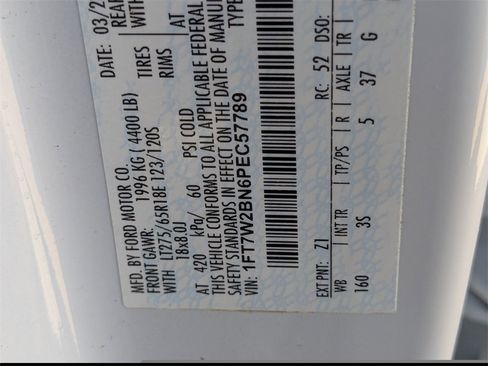 MFD. BY FORD MOTOR CO.
DATE: 03/2
FRONT GAWR: 1996 KG ( 4400 LB)
REAR
WITH LT275/65R18E 123/120S TIRES
18x8.0J RIMS
AT 420 kPa/ 60 PSI COLD AT
THIS VEHICLE CONFORMS TO ALL APPLICABLE FEDERAL
SAFETY STANDARDS IN EFFECT ON THE DATE OF MANU
VIN: 1FT7W2BN6PEC57789 TYPE
EXT PNT: Z1 RC: 52 DSO:
WB INT TR TP/PS R AXLE TR
160 3S 5 37 G